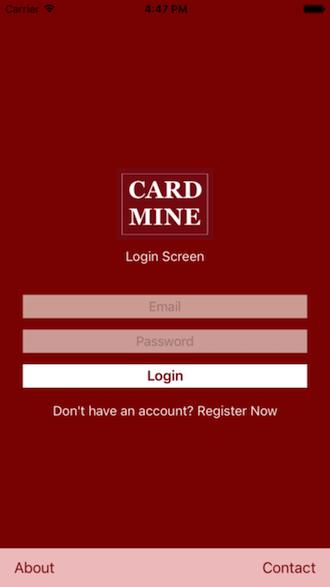 Carrier 4:47 PM
CARD
MINE
Login Screen
Email
Password
Login
Don't have an account? Register Now
About Contact